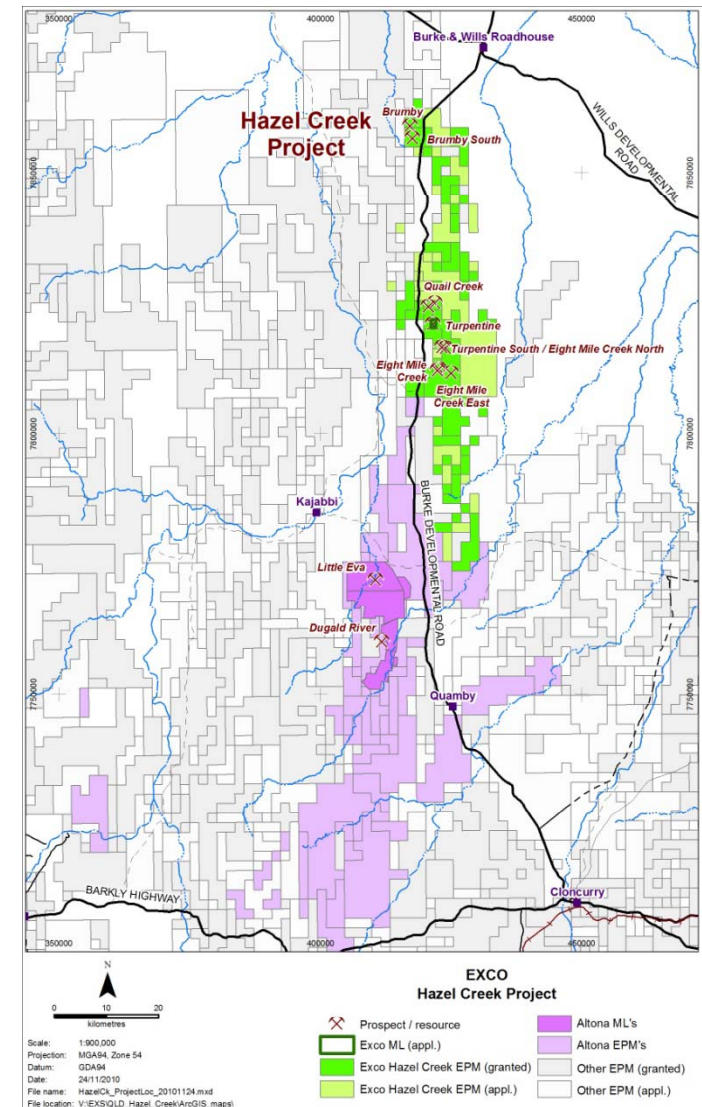 350000
400000
450000
Burke & Wills Roadhouse
WILLS DEVELOPMENTAL
ROAD
Hazel Creek
Project
Brumby
Brumby South
7850000
7850000
Quail Creek
Turpentine
Turpentine South / Eight Mile Creek North
Eight Mile
Creek
Eight Mile
Creek East
7800000
7800000
BURKE DEVELOPMENTAL ROAD
Kajabbi
Little Eva
Dugald River
7750000
7750000
Quamby
BARKLY HIGHWAY
Cloncurry
350000
400000
450000
N
0 10 20
kilometres
Scale: 1:900,000
Projection: MGA94, Zone 54
Datum: GDA94
Date: 24/11/2010
File name: HazelCk_ProjectLoc_20101124.mxd
File location: V:\EXS\QLD_Hazel_Creek\ArcGIS_maps\
EXCO
Hazel Creek Project
Prospect / resource
Exco ML (appl.)
Exco Hazel Creek EPM (granted)
Exco Hazel Creek EPM (appl.)
Altona ML's
Altona EPM's
Other EPM (granted)
Other EPM (appl.)